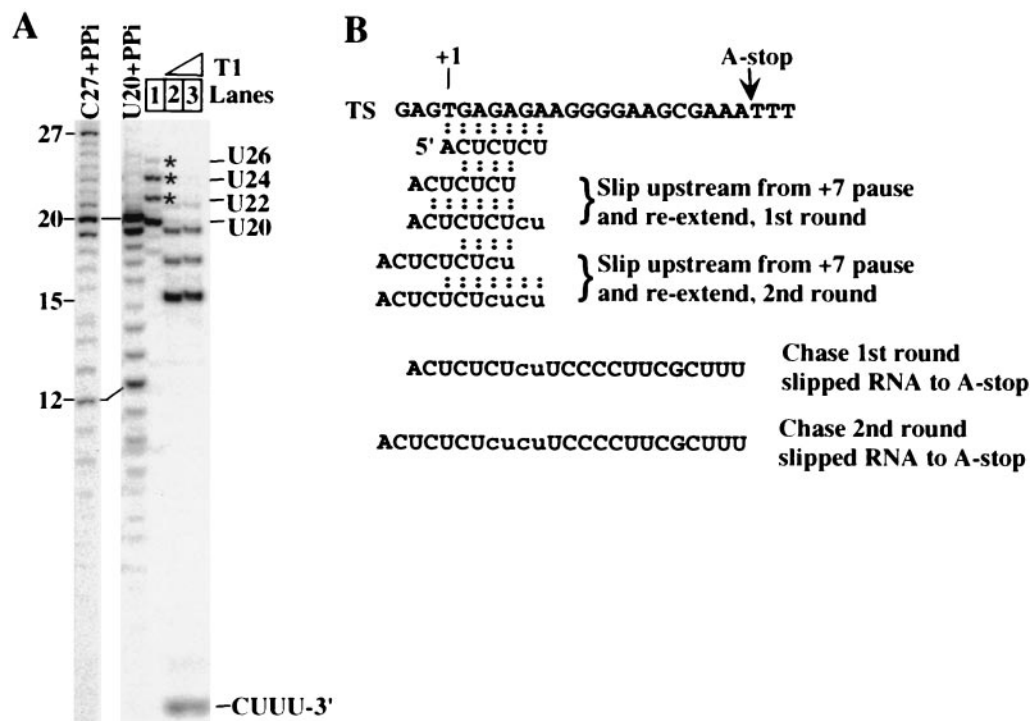 A
C27+PPi
U20+PPi
T1
1 2 3 Lanes
27
20
15
12
*
*
*
U26
U24
U22
U20
CUUU-3'
B
+1
A-stop
TS GAGTGAGAGAAGGGGAAGCGAAATTT
5' ACUCUCU
ACUCUCU
ACUCUCUcu
} Slip upstream from +7 pause
and re-extend, 1st round
ACUCUCUcu
ACUCUCUcucu
} Slip upstream from +7 pause
and re-extend, 2nd round
ACUCUCUcuUCCCCUUCGCUUU
Chase 1st round
slipped RNA to A-stop
ACUCUCUcucuUCCCCUUCGCUUU
Chase 2nd round
slipped RNA to A-stop